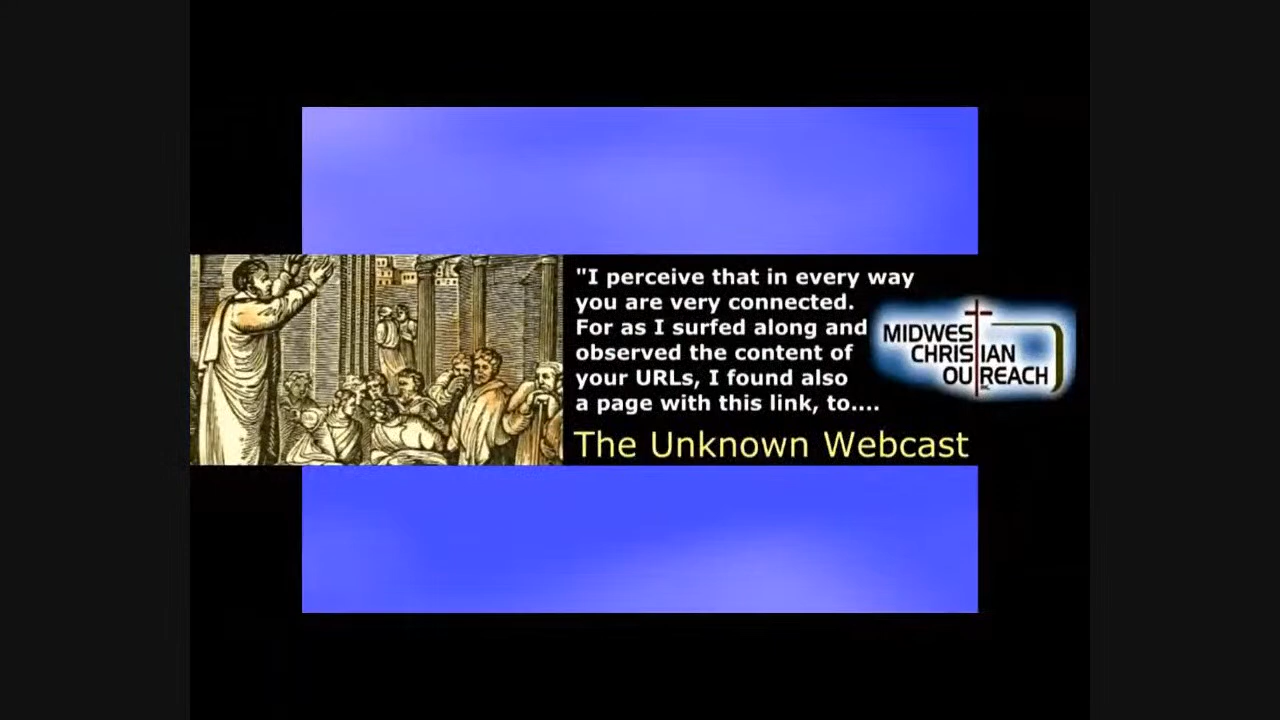 "I perceive that in every way
you are very connected.
For as I surfed along and
observed the content of
your URLs, I found also
a page with this link, to....
The Unknown Webcast
MIDWEST
CHRISTIAN
OUTREACH
INC.